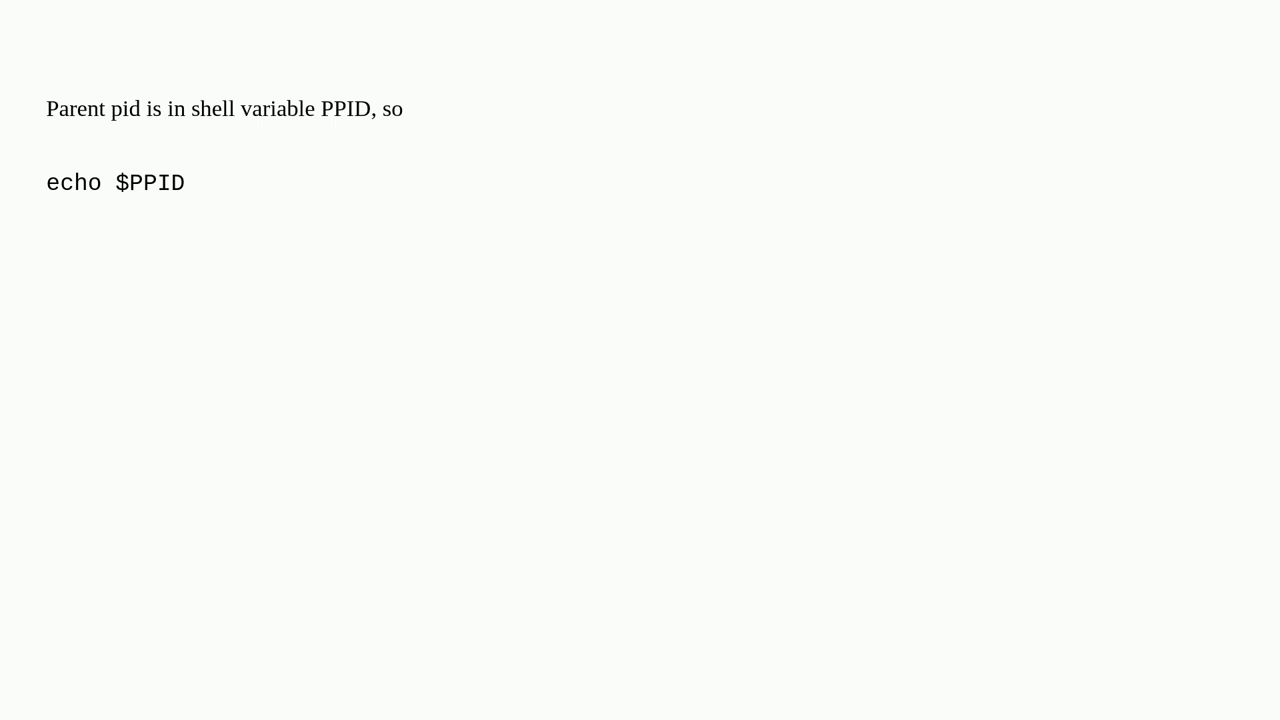 Parent pid is in shell variable PPID, so
echo $PPID